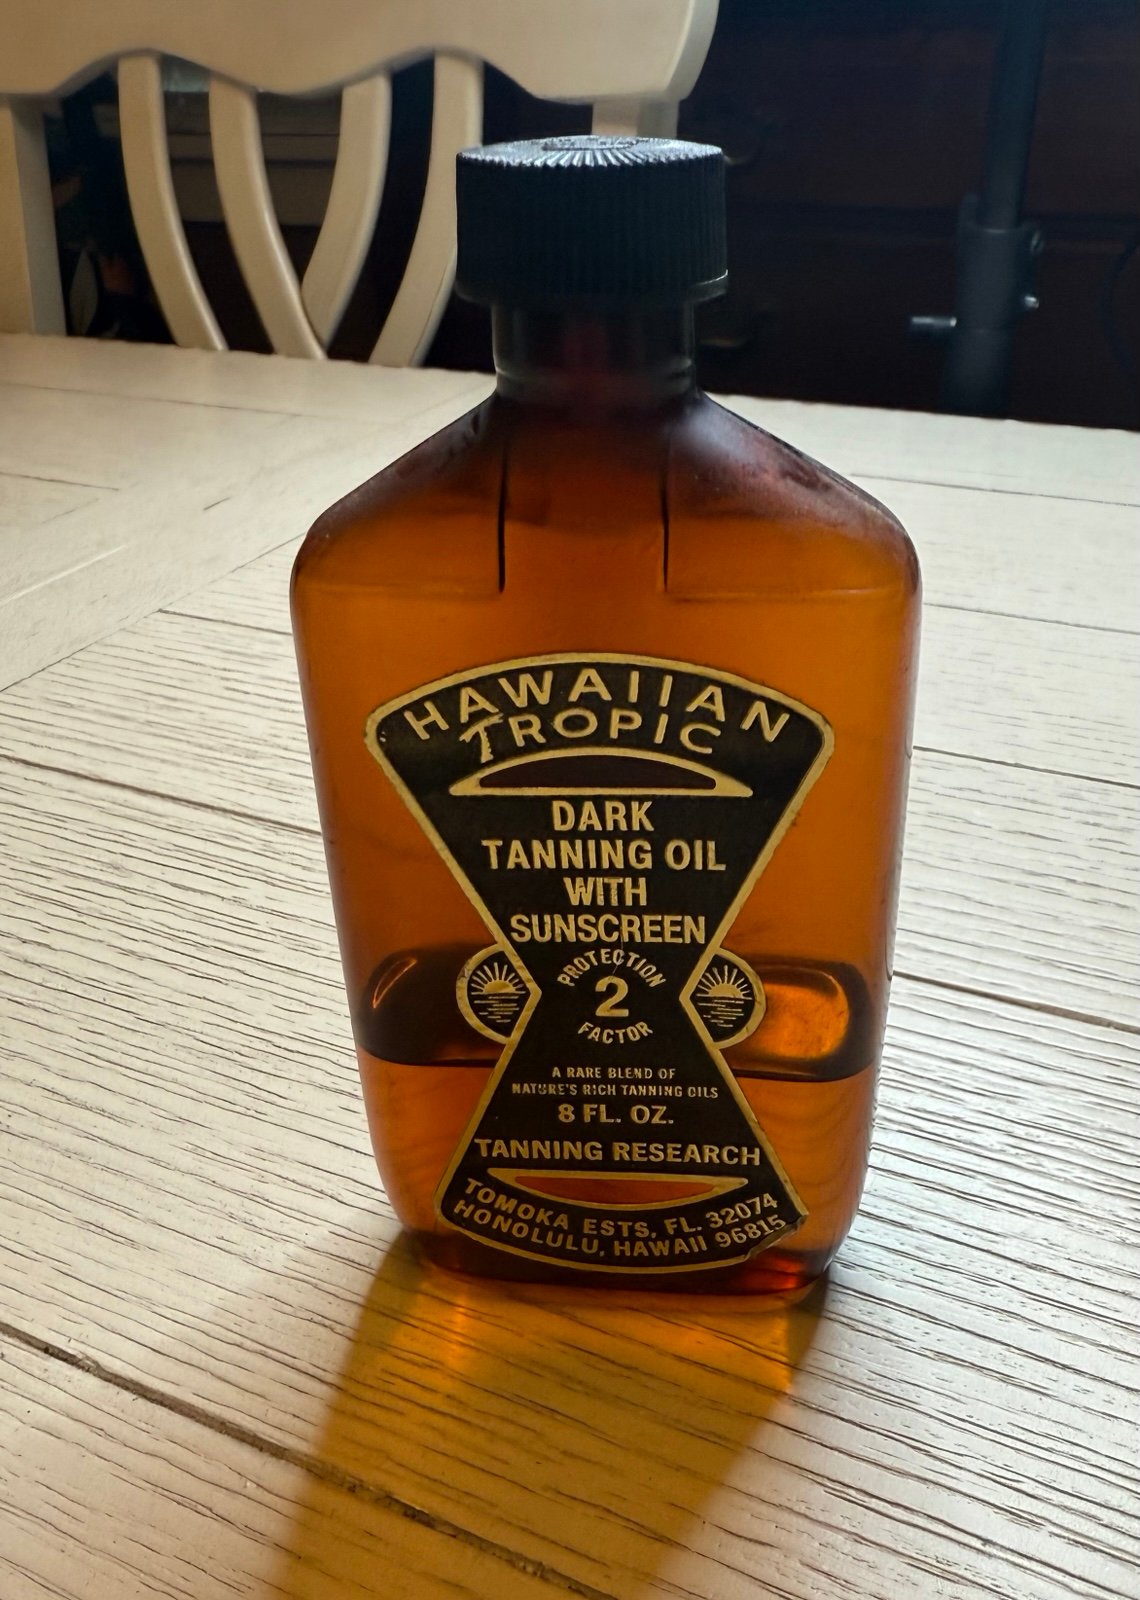 HAWAIIAN
TROPIC
DARK
TANNING OIL
WITH
SUNSCREEN
PROTECTION
2
FACTOR
A RARE BLEND OF
NATURE'S RICH TANNING OILS
8 FL. OZ.
TANNING RESEARCH
TOMOKA ESTS, FL. 32074
HONOLULU, HAWAII 96815